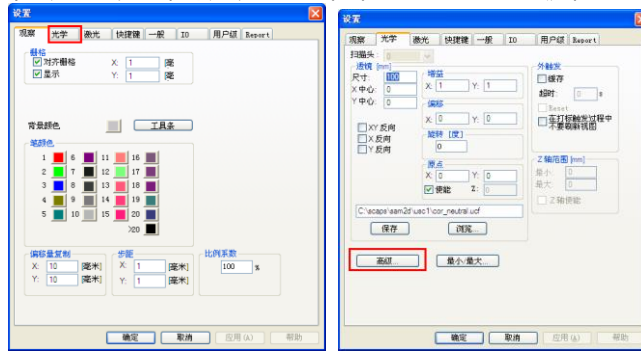 设置
观察 光学 激光 快捷键 一般 IO 用户级 Report
栅格
对齐栅格 X: 1 [毫
显示 Y: 1 [毫
背景颜色 工具条
笔颜色
1 6 11 16
2 7 12 17
3 8 13 18
4 9 14 19
5 10 15 20
>20
偏移量复制 步距 比例系数
X: 10 [毫米] X: 1 [毫米] 100 %
Y: 10 [毫米] Y: 1 [毫米]
确定 取消 应用(A) 帮助
设置
观察 光学 激光 快捷键 一般 IO 用户级 Report
扫描头: 0
透镜 [mm] 外触发
尺寸: 100 增益 缓存
X中心: 0 X: 1 Y: 1 超时: 0 s
Y中心: 0 偏移 Reset
X: 0 Y: 0 在打标触发过程中
不要刷新视图
XY反向 旋转 [度]
X反向 0
Y反向 Z轴范围 [mm]
原点 最小: 0
X: 0 Y: 0 最大: 0
使能 Z: 0 Z轴使能
C:\scaps\sam2d\usc1\cor_neutral.ucf
保存 浏览...
高级... 最小/最大...
确定 取消 应用(A) 帮助